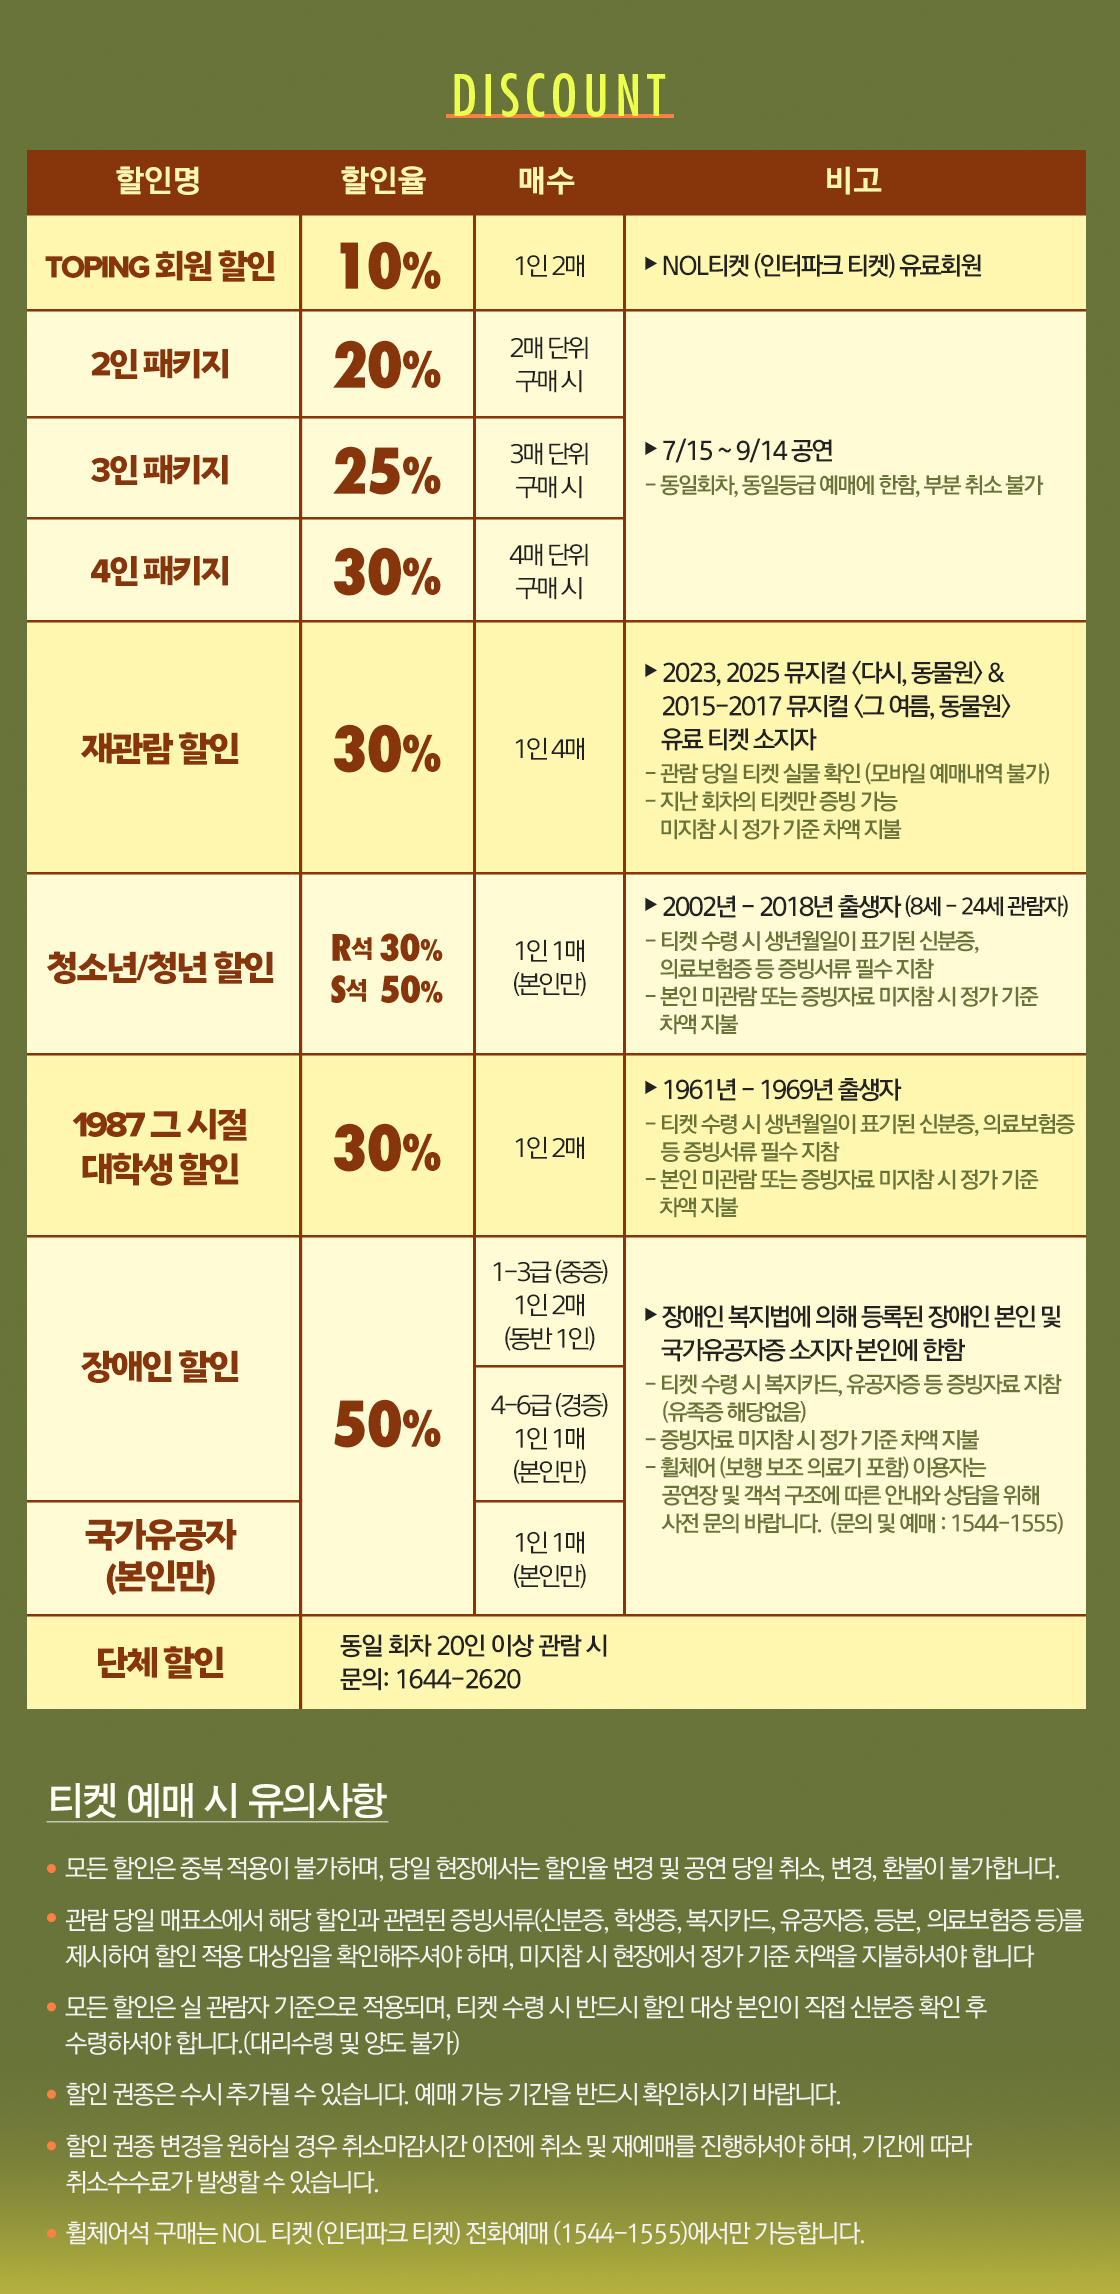 DISCOUNT
할인명 할인율 매수 비고
TOPING 회원 할인 10% 1인 2매 ▶ NOL티켓 (인터파크 티켓) 유료회원
2인 패키지 20% 2매 단위
구매 시
3인 패키지 25% 3매 단위
구매 시
4인 패키지 30% 4매 단위
구매 시
▶ 7/15 ~ 9/14 공연
- 동일회차, 동일등급 예매에 한함, 부분 취소 불가
재관람 할인 30% 1인 4매
▶ 2023, 2025 뮤지컬 <다시, 동물원> &
2015-2017 뮤지컬 <그 여름, 동물원>
유료 티켓 소지자
- 관람 당일 티켓 실물 확인 (모바일 예매내역 불가)
- 지난 회차의 티켓만 증빙 가능
미지참 시 정가 기준 차액 지불
청소년/청년 할인
R석 30%
S석 50%
1인 1매
(본인만)
▶ 2002년 - 2018년 출생자 (8세 - 24세 관람자)
- 티켓 수령 시 생년월일이 표기된 신분증,
의료보험증 등 증빙서류 필수 지참
- 본인 미관람 또는 증빙자료 미지참 시 정가 기준
차액 지불
1987 그 시절
대학생 할인
30% 1인 2매
▶ 1961년 - 1969년 출생자
- 티켓 수령 시 생년월일이 표기된 신분증, 의료보험증
등 증빙서류 필수 지참
- 본인 미관람 또는 증빙자료 미지참 시 정가 기준
차액 지불
장애인 할인
50%
1-3급 (중증)
1인 2매
(동반 1인)
4-6급 (경증)
1인 1매
(본인만)
국가유공자
(본인만)
1인 1매
(본인만)
▶ 장애인 복지법에 의해 등록된 장애인 본인 및
국가유공자증 소지자 본인에 한함
- 티켓 수령 시 복지카드, 유공자증 등 증빙자료 지참
(유족증 해당없음)
- 증빙자료 미지참 시 정가 기준 차액 지불
- 휠체어 (보행 보조 의료기 포함) 이용자는
공연장 및 객석 구조에 따른 안내와 상담을 위해
사전 문의 바랍니다. (문의 및 예매 : 1544-1555)
단체 할인
동일 회차 20인 이상 관람 시
문의: 1644-2620
티켓 예매 시 유의사항
• 모든 할인은 중복 적용이 불가하며, 당일 현장에서는 할인율 변경 및 공연 당일 취소, 변경, 환불이 불가합니다.
• 관람 당일 매표소에서 해당 할인과 관련된 증빙서류(신분증, 학생증, 복지카드, 유공자증, 등본, 의료보험증 등)를
제시하여 할인 적용 대상임을 확인해주셔야 하며, 미지참 시 현장에서 정가 기준 차액을 지불하셔야 합니다
• 모든 할인은 실 관람자 기준으로 적용되며, 티켓 수령 시 반드시 할인 대상 본인이 직접 신분증 확인 후
수령하셔야 합니다.(대리수령 및 양도 불가)
• 할인 권종은 수시 추가될 수 있습니다. 예매 가능 기간을 반드시 확인하시기 바랍니다.
• 할인 권종 변경을 원하실 경우 취소마감시간 이전에 취소 및 재예매를 진행하셔야 하며, 기간에 따라
취소수수료가 발생할 수 있습니다.
• 휠체어석 구매는 NOL 티켓 (인터파크 티켓) 전화예매 (1544-1555)에서만 가능합니다.